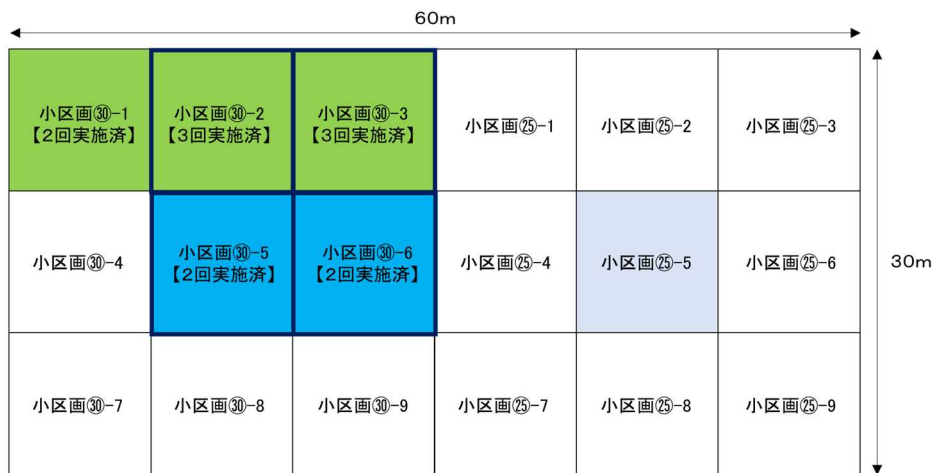 60m
小区画㉚-1
【2回実施済】
小区画㉚-2
【3回実施済】
小区画㉚-3
【3回実施済】
小区画㉕-1
小区画㉕-2
小区画㉕-3
小区画㉚-4
小区画㉚-5
【2回実施済】
小区画㉚-6
【2回実施済】
小区画㉕-4
小区画㉕-5
小区画㉕-6
30m
小区画㉚-7
小区画㉚-8
小区画㉚-9
小区画㉕-7
小区画㉕-8
小区画㉕-9